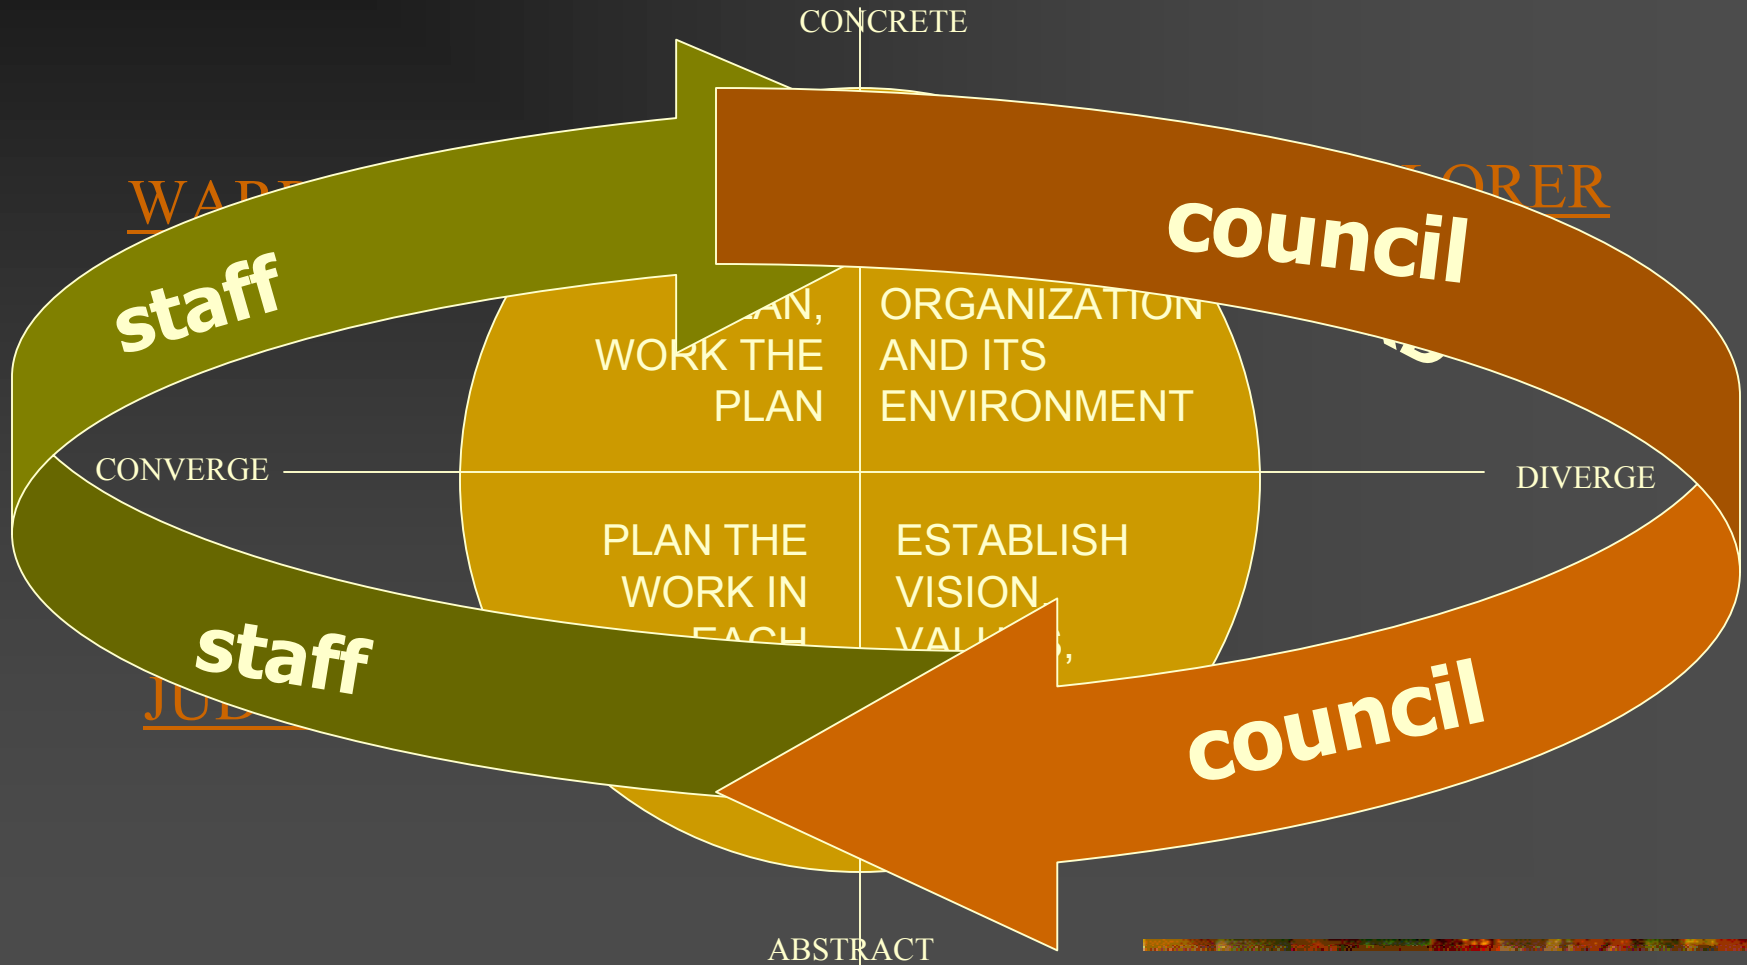 CONCRETE
staff
council
WORK THE
PLAN
ORGANIZATION
AND ITS
ENVIRONMENT
CONVERGE
DIVERGE
PLAN THE
WORK IN
EACH
ESTABLISH
VISION,
staff
council
ABSTRACT